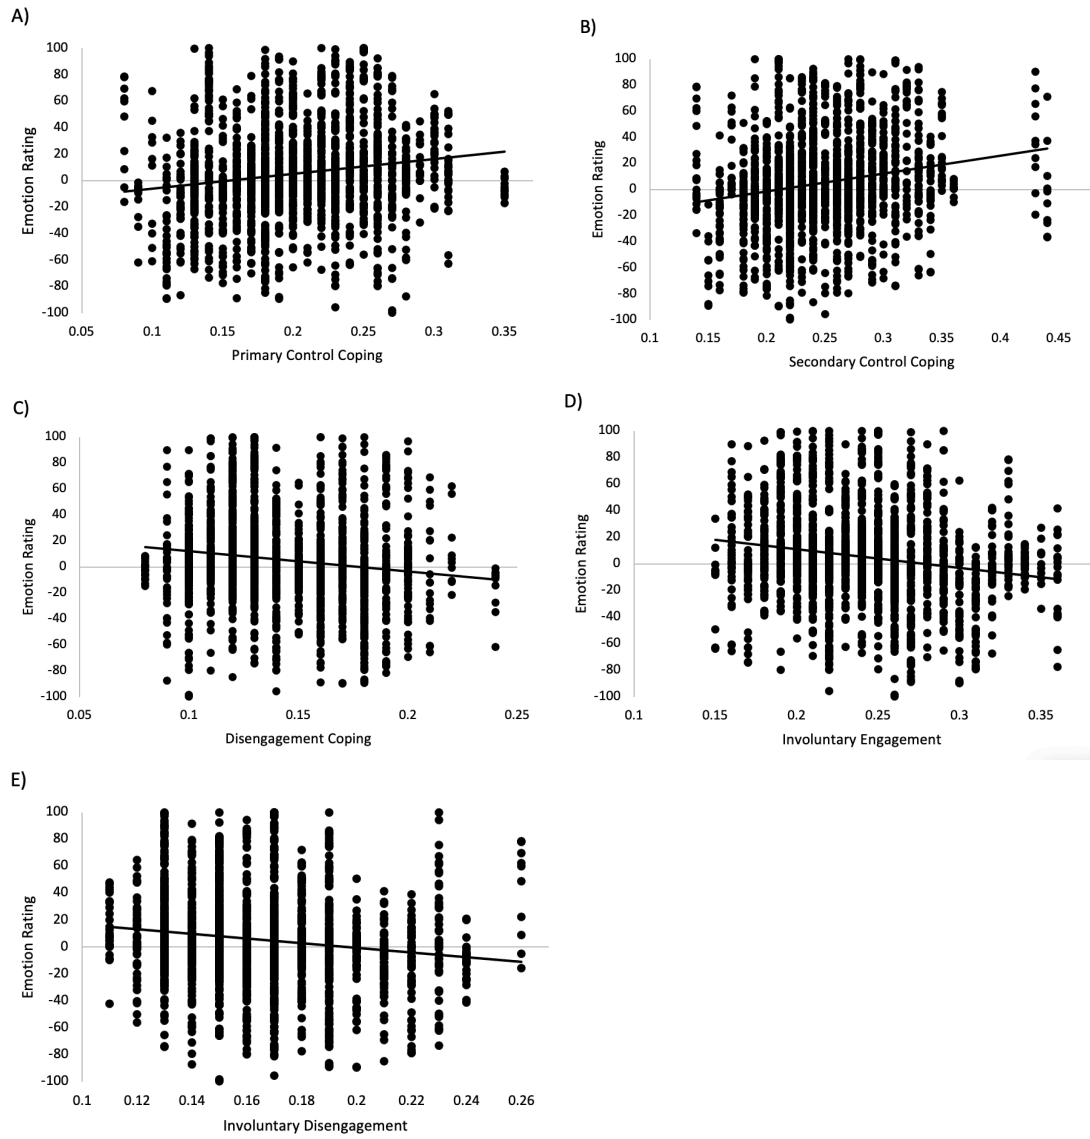 A)
100
80
60
40
20
0
-20
-40
-60
-80
-100
Emotion Rating
0.05 0.1 0.15 0.2 0.25 0.3 0.35
Primary Control Coping
B)
100
80
60
40
20
0
-20
-40
-60
-80
-100
Emotion Rating
0.1 0.15 0.2 0.25 0.3 0.35 0.4 0.45
Secondary Control Coping
C)
100
80
60
40
20
0
-20
-40
-60
-80
-100
Emotion Rating
0.05 0.1 0.15 0.2 0.25
Disengagement Coping
D)
100
80
60
40
20
0
-20
-40
-60
-80
-100
Emotion Rating
0.1 0.15 0.2 0.25 0.3 0.35
Involuntary Engagement
E)
100
80
60
40
20
0
-20
-40
-60
-80
-100
Emotion Rating
0.1 0.12 0.14 0.16 0.18 0.2 0.22 0.24 0.26
Involuntary Disengagement